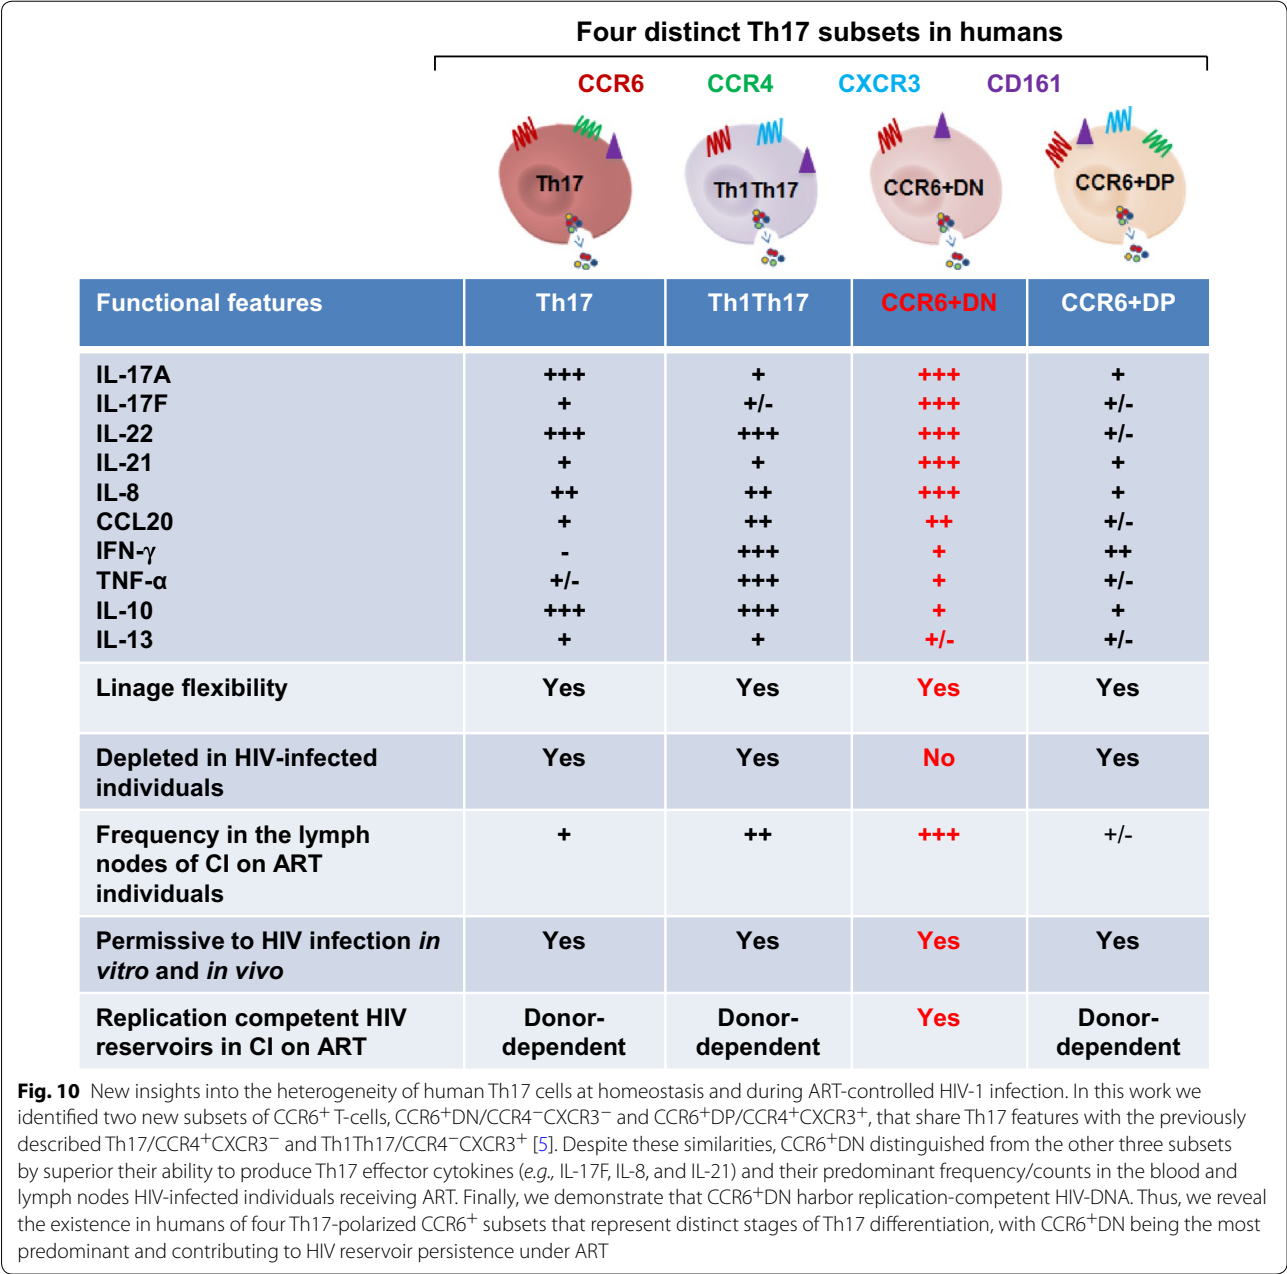 Four distinct Th17 subsets in humans
CCR6 CCR4 CXCR3 CD161
Th17 Th1Th17 CCR6+DN CCR6+DP
Functional features Th17 Th1Th17 CCR6+DN CCR6+DP
IL-17A +++ + +++ +
IL-17F + +/- +++ +/-
IL-22 +++ +++ +++ +/-
IL-21 + + +++ +
IL-8 ++ ++ +++ +
CCL20 + ++ ++ +/-
IFN-γ - +++ + ++
TNF-α +/- +++ + +/-
IL-10 +++ +++ + +
IL-13 + + +/- +/-
Linage flexibility Yes Yes Yes Yes
Depleted in HIV-infected Yes Yes No Yes
individuals
Frequency in the lymph + ++ +++ +/-
nodes of CI on ART
individuals
Permissive to HIV infection in Yes Yes Yes Yes
vitro and in vivo
Replication competent HIV Donor- Donor- Yes Donor-
reservoirs in CI on ART dependent dependent dependent
Fig. 10 New insights into the heterogeneity of human Th17 cells at homeostasis and during ART-controlled HIV-1 infection. In this work we
identified two new subsets of CCR6⁺ T-cells, CCR6⁺DN/CCR4⁻CXCR3⁻ and CCR6⁺DP/CCR4⁺CXCR3⁺, that share Th17 features with the previously
described Th17/CCR4⁺CXCR3⁻ and Th1Th17/CCR4⁻CXCR3⁺ [5]. Despite these similarities, CCR6⁺DN distinguished from the other three subsets
by superior their ability to produce Th17 effector cytokines (e.g., IL-17F, IL-8, and IL-21) and their predominant frequency/counts in the blood and
lymph nodes HIV-infected individuals receiving ART. Finally, we demonstrate that CCR6⁺DN harbor replication-competent HIV-DNA. Thus, we reveal
the existence in humans of four Th17-polarized CCR6⁺ subsets that represent distinct stages of Th17 differentiation, with CCR6⁺DN being the most
predominant and contributing to HIV reservoir persistence under ART